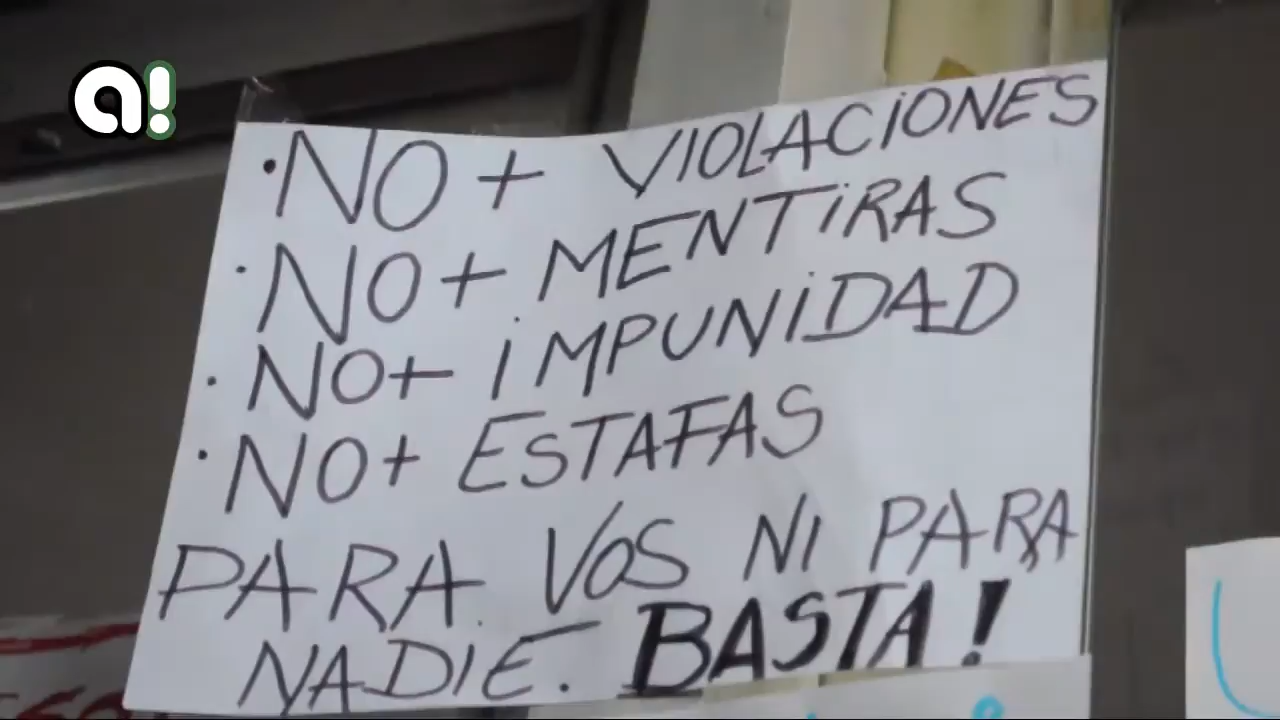 a!
·NO + VIOLACIONES
·NO + MENTIRAS
·NO + IMPUNIDAD
·NO + ESTAFAS
PARA VOS NI PARA
NADIE. BASTA!